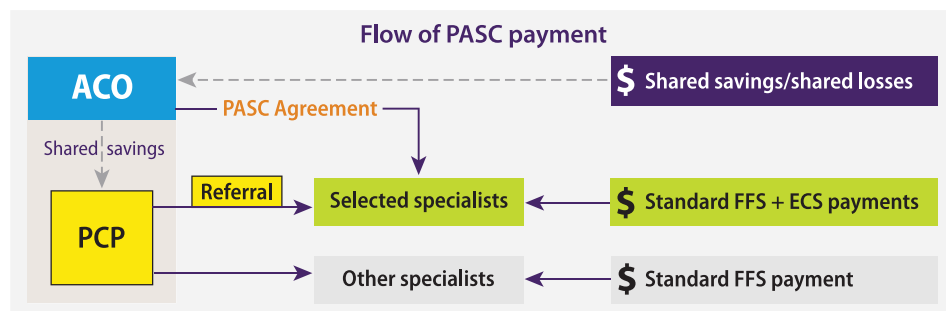 Flow of PASC payment
ACO
$ Shared savings/shared losses
PASC Agreement
Shared savings
Referral
Selected specialists
$ Standard FFS + ECS payments
PCP
Other specialists
$ Standard FFS payment